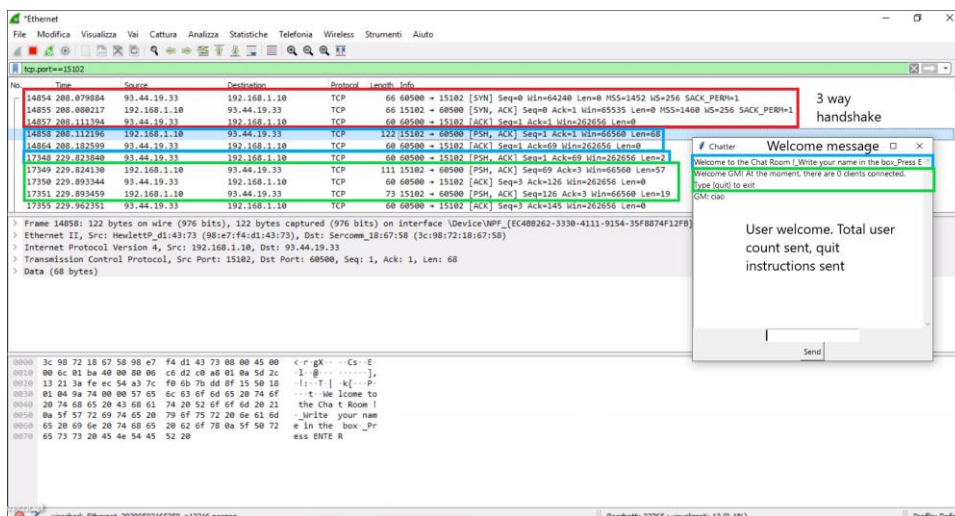 *Ethernet
File Modifica Visualizza Vai Cattura Analizza Statistiche Telefonia Wireless Strumenti Aiuto
tcp.port==15102
No. Time Source Destination Protocol Length Info
14854 208.079884 93.44.19.33 192.168.1.10 TCP 66 60500 → 15102 [SYN] Seq=0 Win=64240 Len=0 MSS=1452 WS=256 SACK_PERM=1
14855 208.080217 192.168.1.10 93.44.19.33 TCP 66 15102 → 60500 [SYN, ACK] Seq=0 Ack=1 Win=65535 Len=0 MSS=1460 WS=256 SACK_PERM=1
14857 208.111394 93.44.19.33 192.168.1.10 TCP 60 60500 → 15102 [ACK] Seq=1 Ack=1 Win=262656 Len=0
14858 208.112196 192.168.1.10 93.44.19.33 TCP 122 15102 → 60500 [PSH, ACK] Seq=1 Ack=1 Win=66560 Len=68
14864 208.182599 93.44.19.33 192.168.1.10 TCP 60 60500 → 15102 [ACK] Seq=1 Ack=69 Win=262656 Len=0
17348 229.823840 93.44.19.33 192.168.1.10 TCP 60 60500 → 15102 [PSH, ACK] Seq=1 Ack=69 Win=262656 Len=2
17349 229.824130 192.168.1.10 93.44.19.33 TCP 111 15102 → 60500 [PSH, ACK] Seq=69 Ack=3 Win=66560 Len=57
17350 229.893344 93.44.19.33 192.168.1.10 TCP 60 60500 → 15102 [ACK] Seq=3 Ack=126 Win=262656 Len=0
17351 229.893459 192.168.1.10 93.44.19.33 TCP 73 15102 → 60500 [PSH, ACK] Seq=126 Ack=3 Win=66560 Len=19
17355 229.962351 93.44.19.33 192.168.1.10 TCP 60 60500 → 15102 [ACK] Seq=3 Ack=145 Win=262656 Len=0
3 way
handshake
Chatter
Welcome message
Welcome to the Chat Room !_Write your name in the box_Press E
Welcome GM! At the moment, there are 0 clients connected.
Type (quit) to exit
GM: ciao
User welcome. Total user
count sent, quit
instructions sent
Send
Frame 14858: 122 bytes on wire (976 bits), 122 bytes captured (976 bits) on interface \Device\NPF_{EC40B262-3330-4111-9154-35F8874F12FB}
Ethernet II, Src: HewlettP_d1:43:73 (98:e7:f4:d1:43:73), Dst: Sercomm_18:67:58 (3c:98:72:18:67:58)
Internet Protocol Version 4, Src: 192.168.1.10, Dst: 93.44.19.33
Transmission Control Protocol, Src Port: 15102, Dst Port: 60500, Seq: 1, Ack: 1, Len: 68
Data (68 bytes)
0000 3c 98 72 18 67 58 98 e7 f4 d1 43 73 08 00 45 00 <·r·gX·· ··Cs··E·
0010 00 6c 01 ba 40 00 80 06 c6 d2 c0 a8 01 0a 5d 2c ·l··@··· ······],
0020 13 21 3a fe ec 54 a3 7c f0 6b 7b dd 8f 15 50 18 ·!:··T·| ·k{···P·
0030 01 04 9a 74 00 00 57 65 6c 63 6f 6d 65 20 74 6f ···t··We lcome to
0040 20 74 68 65 20 43 68 61 74 20 52 6f 6f 6d 20 21 the Cha t Room !
0050 0a 5f 57 72 69 74 65 20 79 6f 75 72 20 6e 61 6d ·_Write your nam
0060 65 20 69 6e 20 74 68 65 20 62 6f 78 0a 5f 50 72 e in the box·_Pr
0070 65 73 73 20 45 4e 54 45 52 20 ess ENTE R